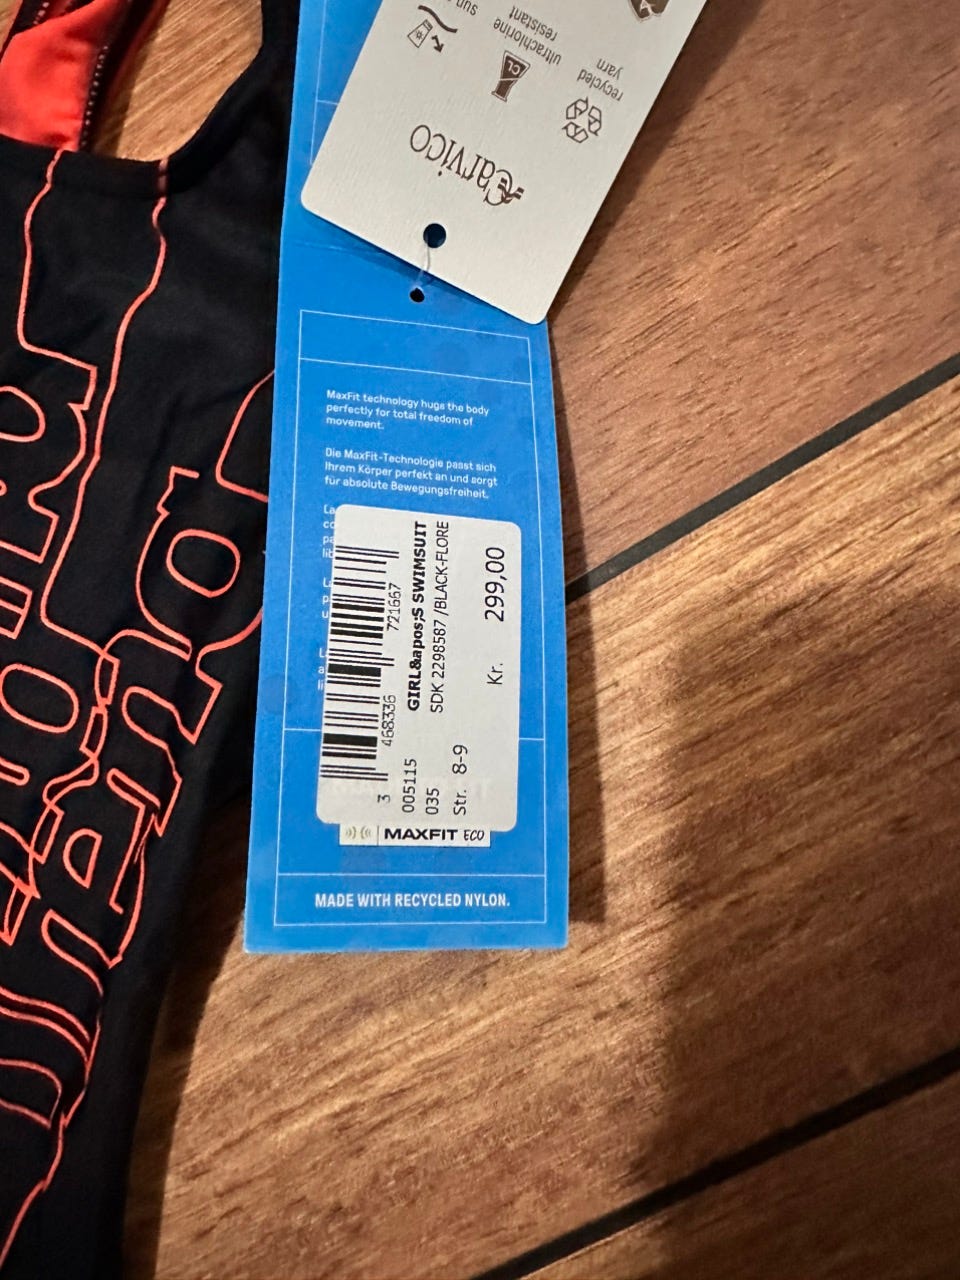 sun
ultrachlorine
resistant
recycled
yarn
CL
Carvico
MaxFit technology hugs the body
perfectly for total freedom of
movement.
Die MaxFit-Technologie passt sich
Ihrem Körper perfekt an und sorgt
für absolute Bewegungsfreiheit.
3 468336 721667
005115
GIRL&apos;S SWIMSUIT
035 SDK 2298587 /BLACK-FLORE
Str. 8-9
Kr. 299,00
MAXFIT ECO
MADE WITH RECYCLED NYLON.